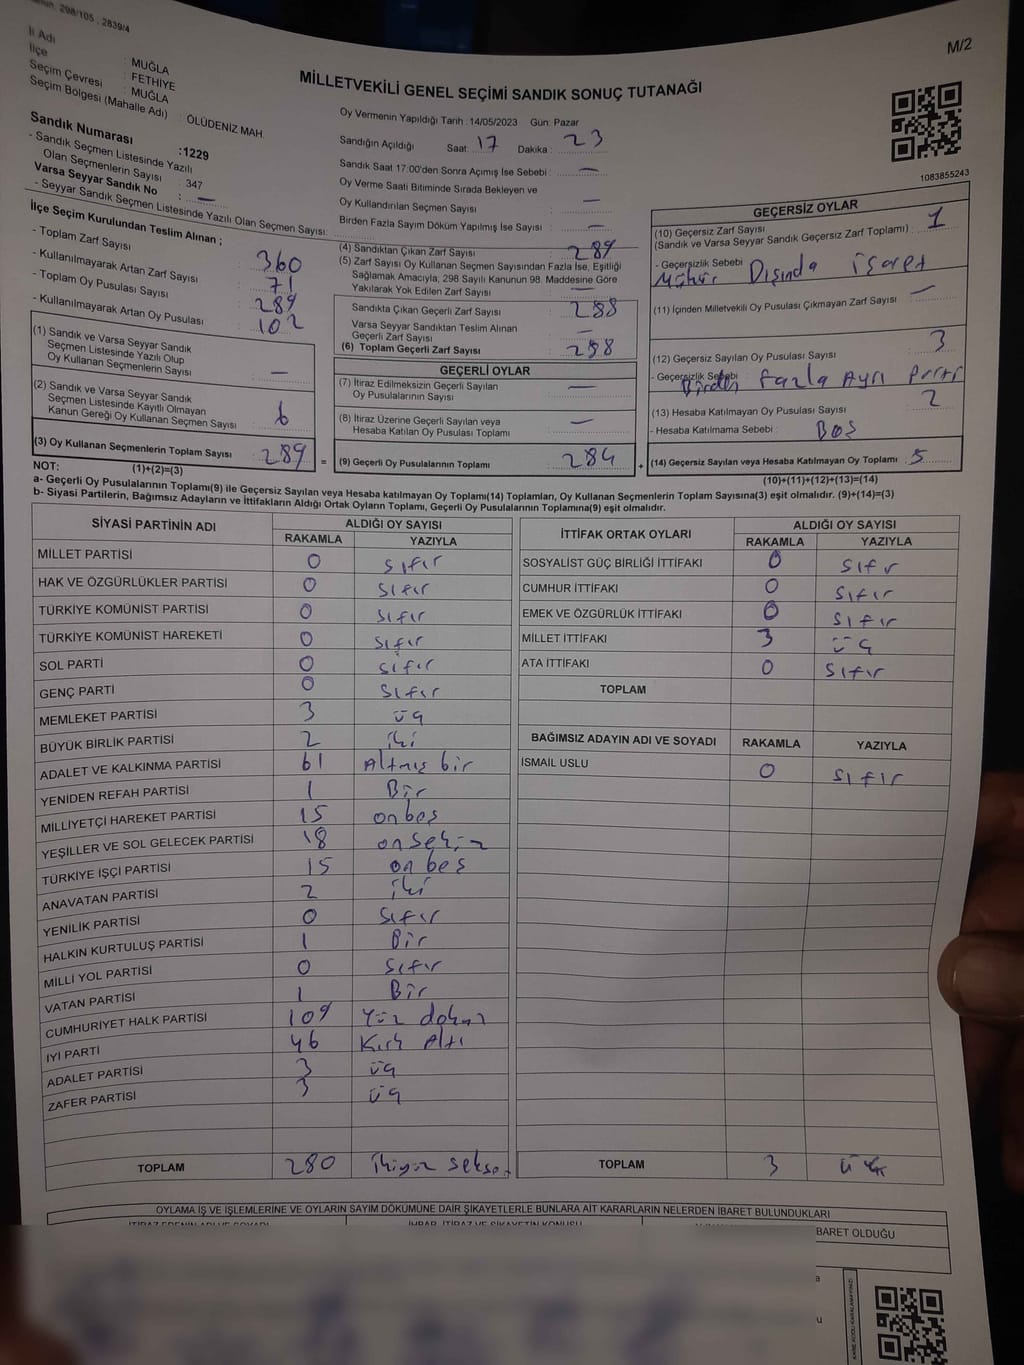 298/105 , 2839/4
M/2
İl Adı : MUĞLA
İlçe : FETHİYE
Seçim Çevresi : MUĞLA
Seçim Bölgesi (Mahalle Adı) : ÖLÜDENİZ MAH.
Sandık Numarası :1229
- Sandık Seçmen Listesinde Yazılı
Olan Seçmenlerin Sayısı : 347
Varsa Seyyar Sandık No : —
- Seyyar Sandık Seçmen Listesinde Yazılı Olan Seçmen Sayısı:
İlçe Seçim Kurulundan Teslim Alınan ;
- Toplam Zarf Sayısı : 360
- Kullanılmayarak Artan Zarf Sayısı : 71
- Toplam Oy Pusulası Sayısı : 289
- Kullanılmayarak Artan Oy Pusulası : 102
(1) Sandık ve Varsa Seyyar Sandık
Seçmen Listesinde Yazılı Olup
Oy Kullanan Seçmenlerin Sayısı : —
(2) Sandık ve Varsa Seyyar Sandık
Seçmen Listesinde Kayıtlı Olmayan
Kanun Gereği Oy Kullanan Seçmen Sayısı : 6
(3) Oy Kullanan Seçmenlerin Toplam Sayısı : 289
MİLLETVEKİLİ GENEL SEÇİMİ SANDIK SONUÇ TUTANAĞI
Oy Vermenin Yapıldığı Tarih :14/05/2023 Gün: Pazar
Sandığın Açıldığı Saat: 17 Dakika : 23
Sandık Saat 17:00'den Sonra Açımış İse Sebebi : —
Oy Verme Saati Bitiminde Sırada Bekleyen ve
Oy Kullandırılan Seçmen Sayısı : —
Birden Fazla Sayım Döküm Yapılmış İse Sayısı : —
(4) Sandıktan Çıkan Zarf Sayısı : 289
(5) Zarf Sayısı Oy Kullanan Seçmen Sayısından Fazla İse, Eşitliği
Sağlamak Amacıyla, 298 Sayılı Kanunun 98. Maddesine Göre
Yakılarak Yok Edilen Zarf Sayısı : —
Sandıkta Çıkan Geçerli Zarf Sayısı : 288
Varsa Seyyar Sandıktan Teslim Alınan
Geçerli Zarf Sayısı : —
(6) Toplam Geçerli Zarf Sayısı : 288
GEÇERLİ OYLAR
(7) İtiraz Edilmeksizin Geçerli Sayılan
Oy Pusulalarının Sayısı : —
(8) İtiraz Üzerine Geçerli Sayılan veya
Hesaba Katılan Oy Pusulası Toplamı : —
= (9) Geçerli Oy Pusulalarının Toplamı : 284 +
1083855243
GEÇERSİZ OYLAR
(10) Geçersiz Zarf Sayısı
(Sandık ve Varsa Seyyar Sandık Geçersiz Zarf Toplamı) : 1
- Geçersizlik Sebebi :
Mühür Dışında işaret
(11) İçinden Milletvekili Oy Pusulası Çıkmayan Zarf Sayısı : —
(12) Geçersiz Sayılan Oy Pusulası Sayısı : 3
- Geçersizlik Sebebi :
Birden fazla Ayrı Parti
(13) Hesaba Katılmayan Oy Pusulası Sayısı : 2
- Hesaba Katılmama Sebebi : BOŞ
(14) Geçersiz Sayılan veya Hesaba Katılmayan Oy Toplamı : 5
NOT: (1)+(2)=(3) (10)+(11)+(12)+(13)=(14)
a- Geçerli Oy Pusulalarının Toplamı(9) ile Geçersiz Sayılan veya Hesaba katılmayan Oy Toplamı(14) Toplamları, Oy Kullanan Seçmenlerin Toplam Sayısına(3) eşit olmalıdır. (9)+(14)=(3)
b- Siyasi Partilerin, Bağımsız Adayların ve İttifakların Aldığı Ortak Oyların Toplamı, Geçerli Oy Pusulalarının Toplamına(9) eşit olmalıdır.
SİYASİ PARTİNİN ADI ALDIĞI OY SAYISI
RAKAMLA YAZIYLA
MİLLET PARTİSİ 0 sıfır
HAK VE ÖZGÜRLÜKLER PARTİSİ 0 sıfır
TÜRKİYE KOMÜNİST PARTİSİ 0 sıfır
TÜRKİYE KOMÜNİST HAREKETİ 0 sıfır
SOL PARTİ 0 sıfır
GENÇ PARTİ 0 sıfır
MEMLEKET PARTİSİ 3 üç
BÜYÜK BİRLİK PARTİSİ 2 iki
ADALET VE KALKINMA PARTİSİ 61 Altmış bir
YENİDEN REFAH PARTİSİ 1 Bir
MİLLİYETÇİ HAREKET PARTİSİ 15 onbeş
YEŞİLLER VE SOL GELECEK PARTİSİ 18 onsekiz
TÜRKİYE İŞÇİ PARTİSİ 15 on beş
ANAVATAN PARTİSİ 2 iki
YENİLİK PARTİSİ 0 sıfır
HALKIN KURTULUŞ PARTİSİ 1 Bir
MİLLİ YOL PARTİSİ 0 sıfır
VATAN PARTİSİ 1 Bir
CUMHURİYET HALK PARTİSİ 109 Yüz dokuz
İYİ PARTİ 46 Kırk Altı
ADALET PARTİSİ 3 üç
ZAFER PARTİSİ 3 üç
TOPLAM 280 ikiyüz seksen
İTTİFAK ORTAK OYLARI ALDIĞI OY SAYISI
RAKAMLA YAZIYLA
SOSYALİST GÜÇ BİRLİĞİ İTTİFAKI 0 sıfır
CUMHUR İTTİFAKI 0 sıfır
EMEK VE ÖZGÜRLÜK İTTİFAKI 0 sıfır
MİLLET İTTİFAKI 3 üç
ATA İTTİFAKI 0 sıfır
TOPLAM
BAĞIMSIZ ADAYIN ADI VE SOYADI RAKAMLA YAZIYLA
İSMAİL USLU 0 sıfır
TOPLAM 3 üç
OYLAMA İŞ VE İŞLEMLERİNE VE OYLARIN SAYIM DÖKÜMÜNE DAİR ŞİKAYETLERLE BUNLARA AİT KARARLARIN NELERDEN İBARET BULUNDUKLARI
İTİRAZ EDENİN ADI VE SOYADI İHBAR, İTİRAZ VE ŞİKAYETİN KONUSU BARET OLDUĞU